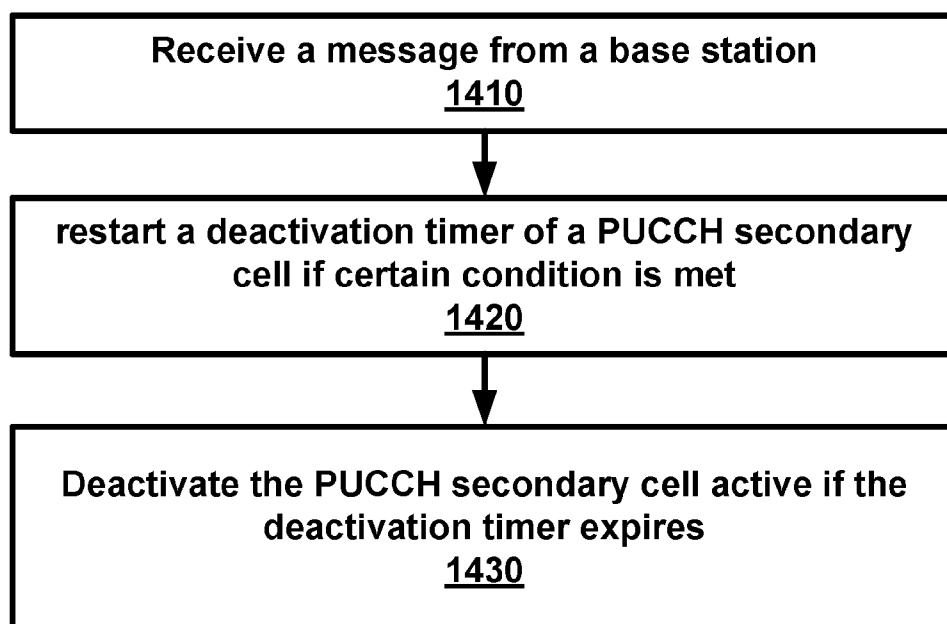 Receive a message from a base station
1410
restart a deactivation timer of a PUCCH secondary
cell if certain condition is met
1420
Deactivate the PUCCH secondary cell active if the
deactivation timer expires
1430